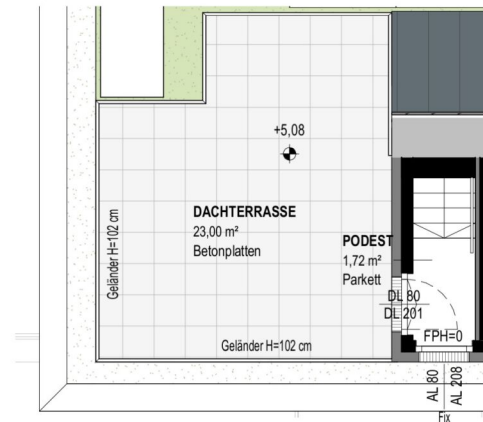 +5,08
DACHTERRASSE
23,00 m²
Betonplatten
Geländer H=102 cm
PODEST
1,72 m²
Parkett
DL 80
DL 201
FPH=0
Geländer H=102 cm
AL 80
AL 208
Fix